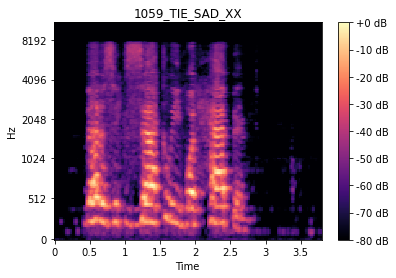 1059_TIE_SAD_XX
+0 dB
8192
-10 dB
4096
-20 dB
-30 dB
2048
Hz
-40 dB
1024
-50 dB
512
-60 dB
-70 dB
0
-80 dB
0 0.5 1 1.5 2 2.5 3 3.5
Time